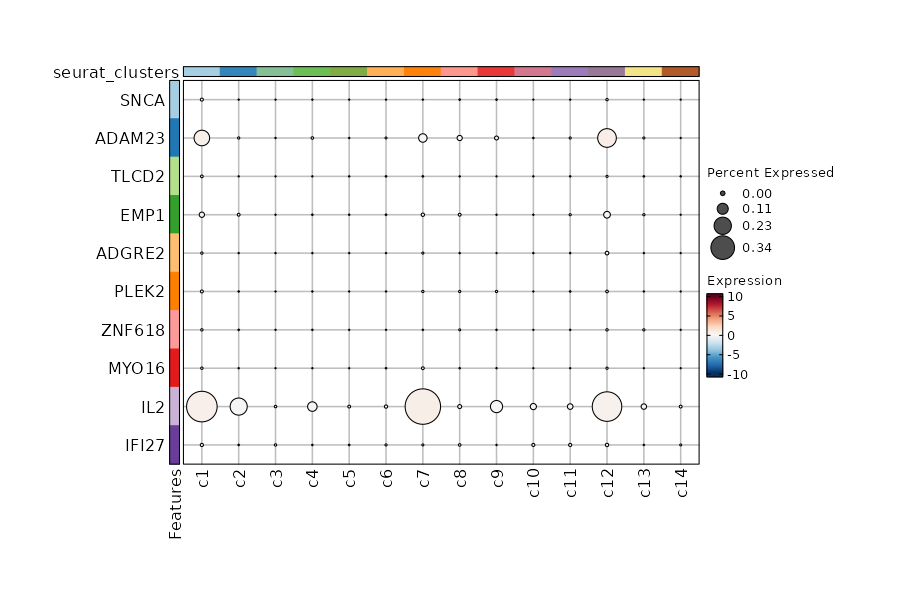 seurat_clusters
SNCA
ADAM23
TLCD2
EMP1
ADGRE2
PLEK2
ZNF618
MYO16
IL2
IFI27
Features
c1
c2
c3
c4
c5
c6
c7
c8
c9
c10
c11
c12
c13
c14
Percent Expressed
0.00
0.11
0.23
0.34
Expression
10
5
0
-5
-10